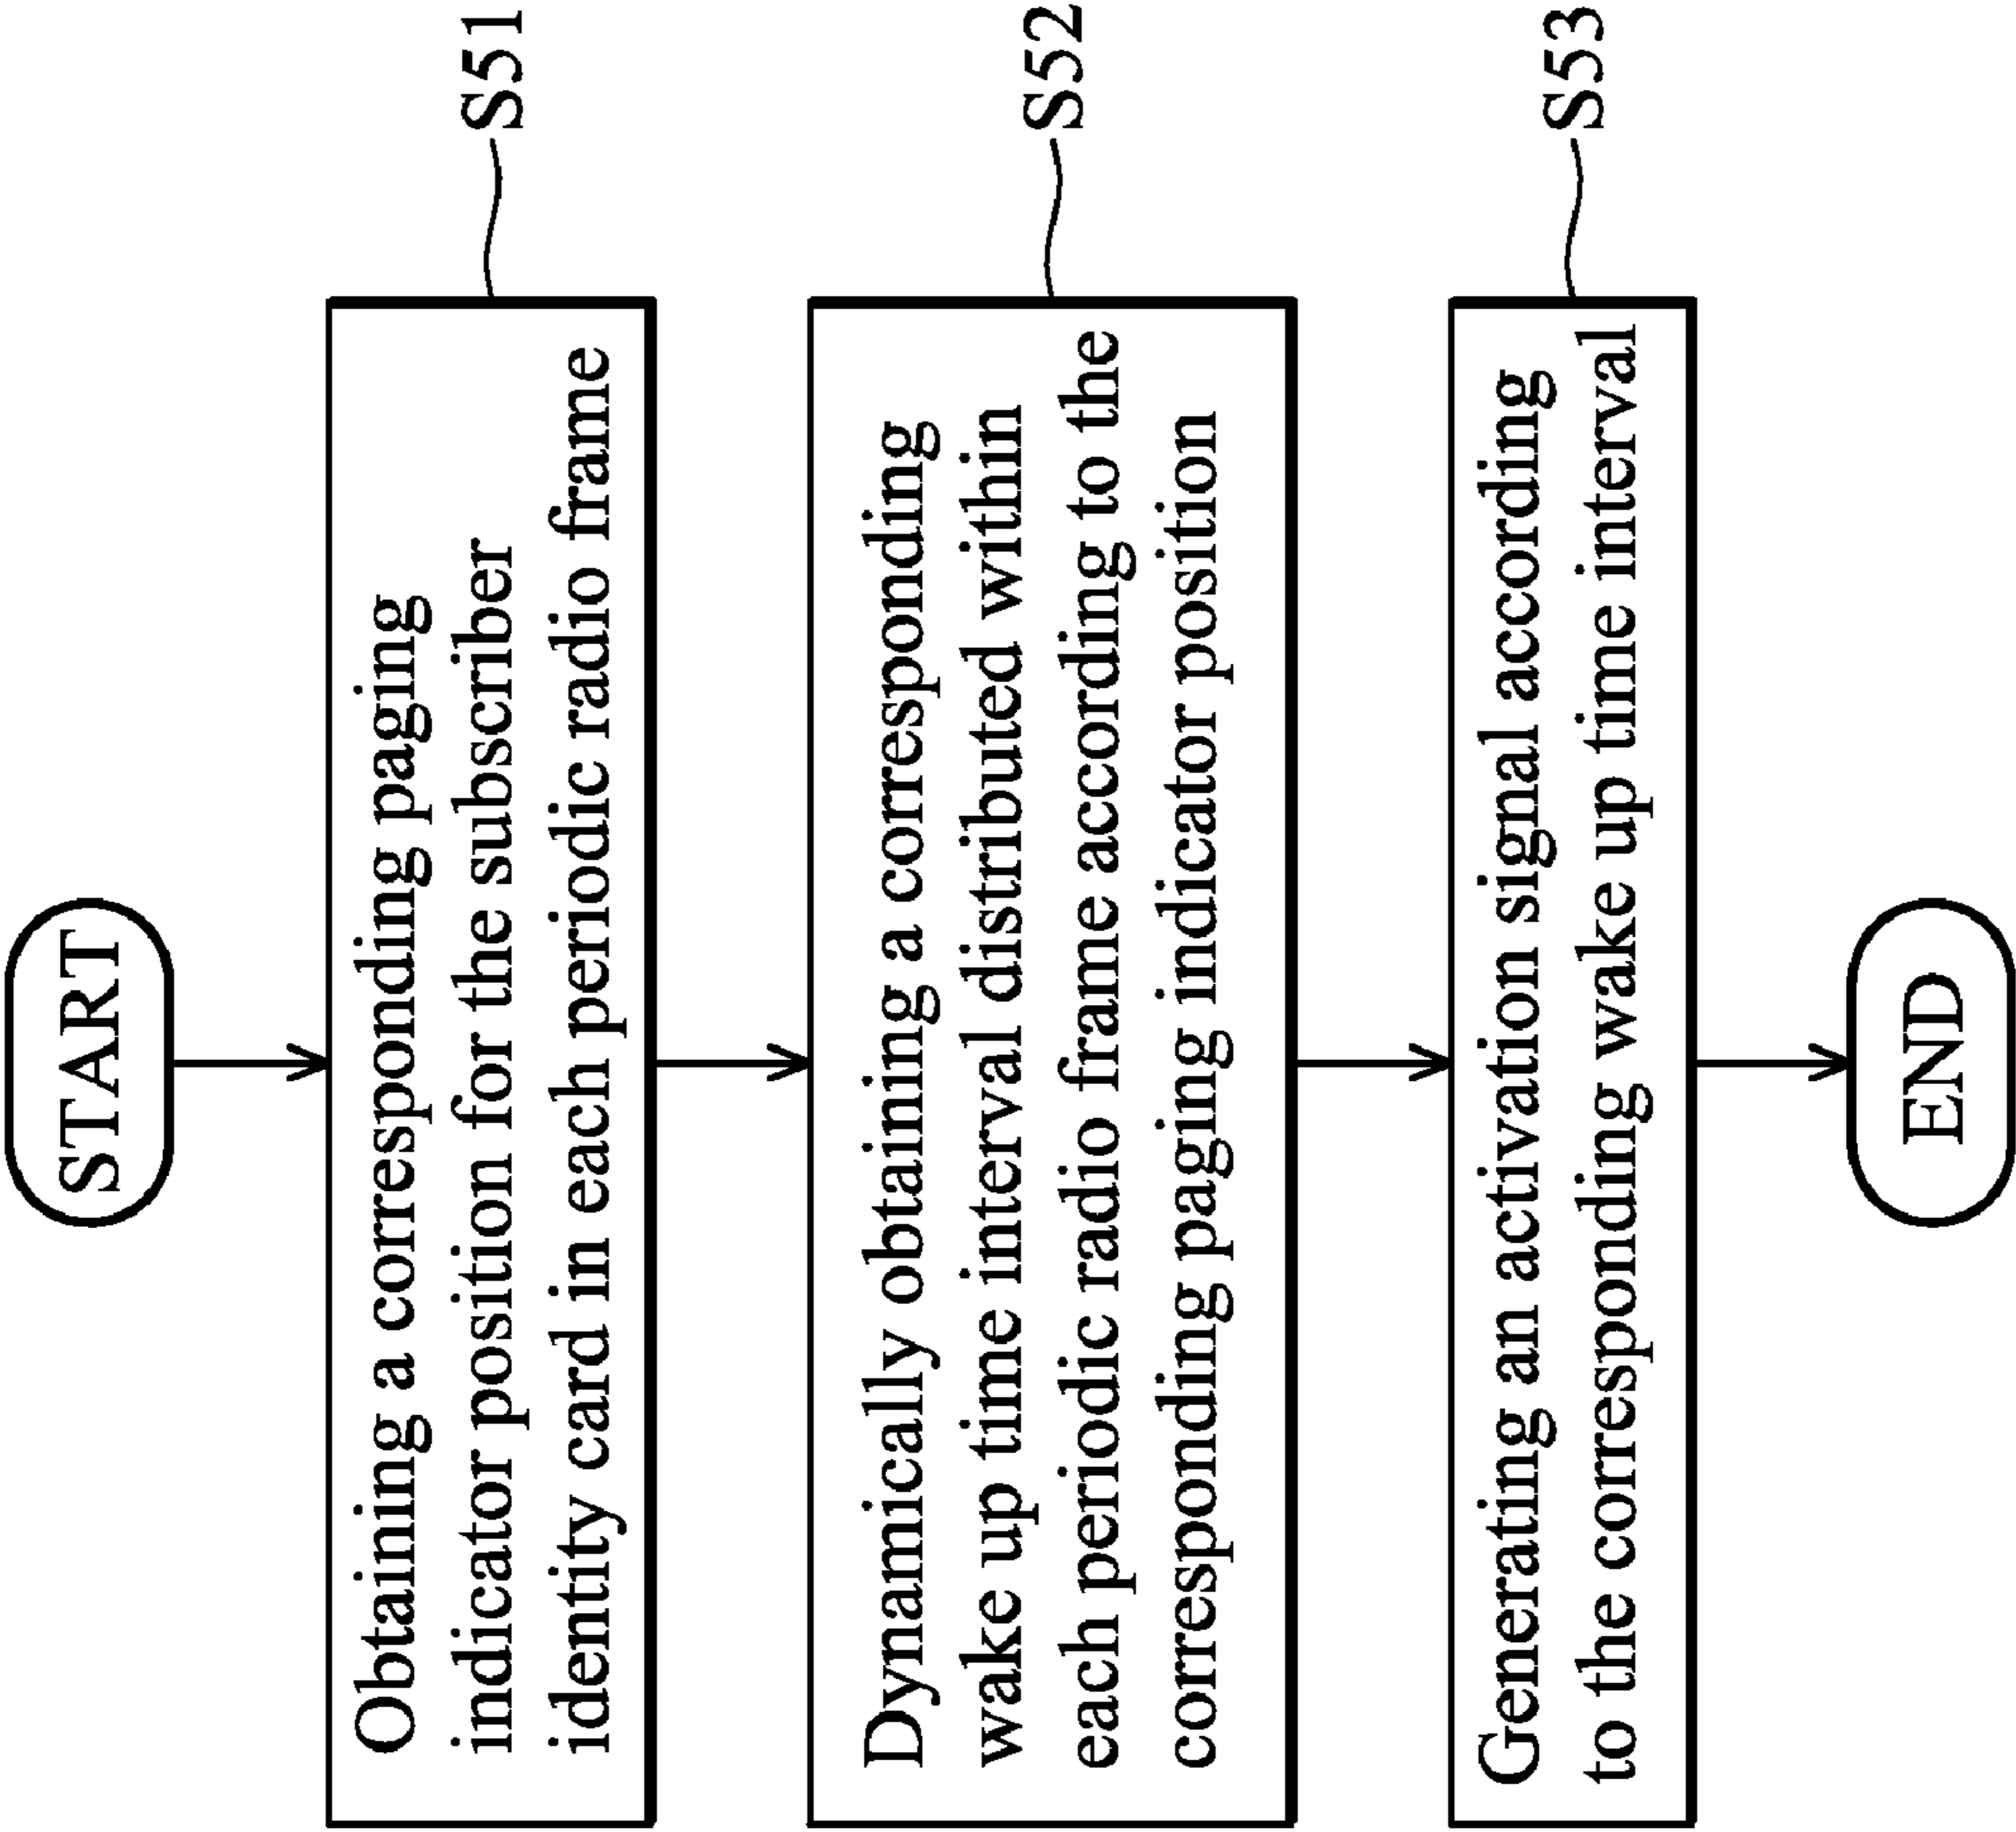 START
Obtaining a corresponding paging
indicator position for the subscriber
identity card in each periodic radio frame
S51
Dynamically obtaining a corresponding
wake up time interval distributed within
each periodic radio frame according to the
corresponding paging indicator position
S52
Generating an activation signal according
to the corresponding wake up time interval
S53
END